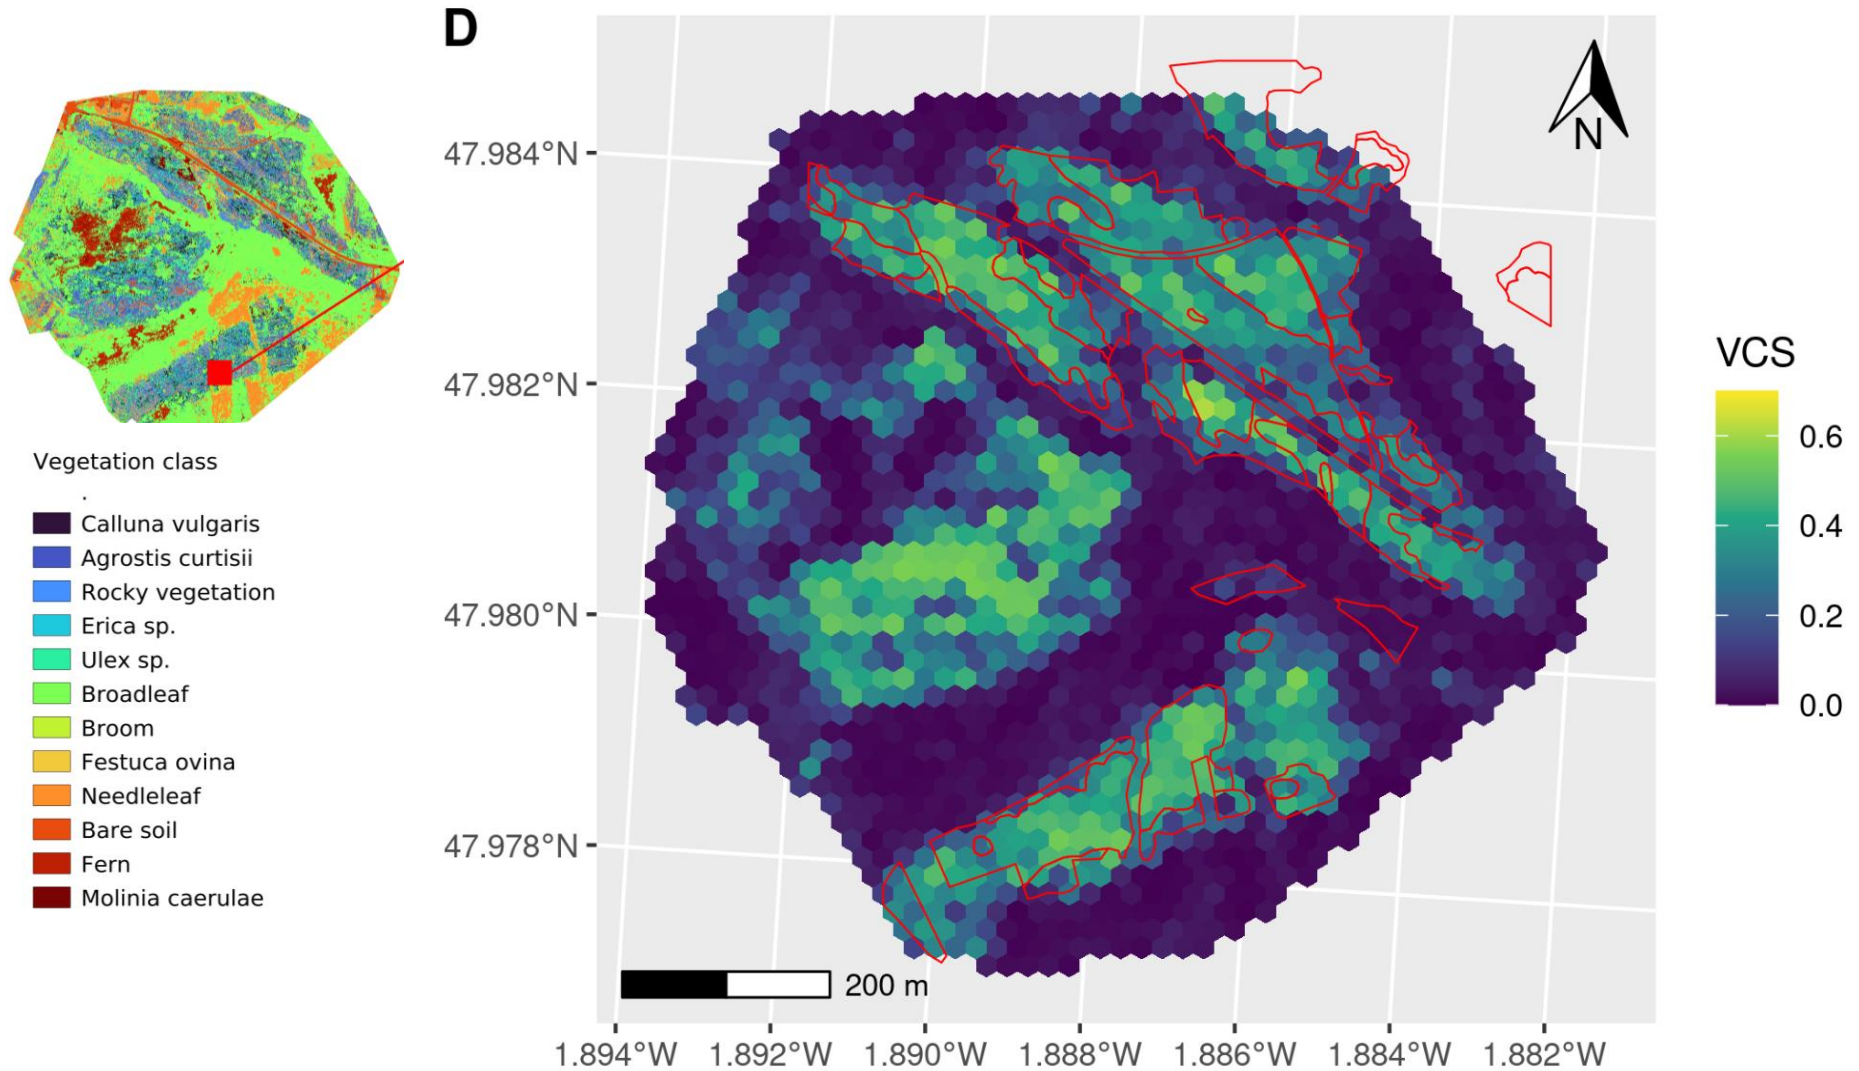 D
N
47.984°N
47.982°N
47.980°N
47.978°N
200 m
1.894°W 1.892°W 1.890°W 1.888°W 1.886°W 1.884°W 1.882°W
VCS
0.6
0.4
0.2
0.0
Vegetation class
.
Calluna vulgaris
Agrostis curtisii
Rocky vegetation
Erica sp.
Ulex sp.
Broadleaf
Broom
Festuca ovina
Needleleaf
Bare soil
Fern
Molinia caerulae